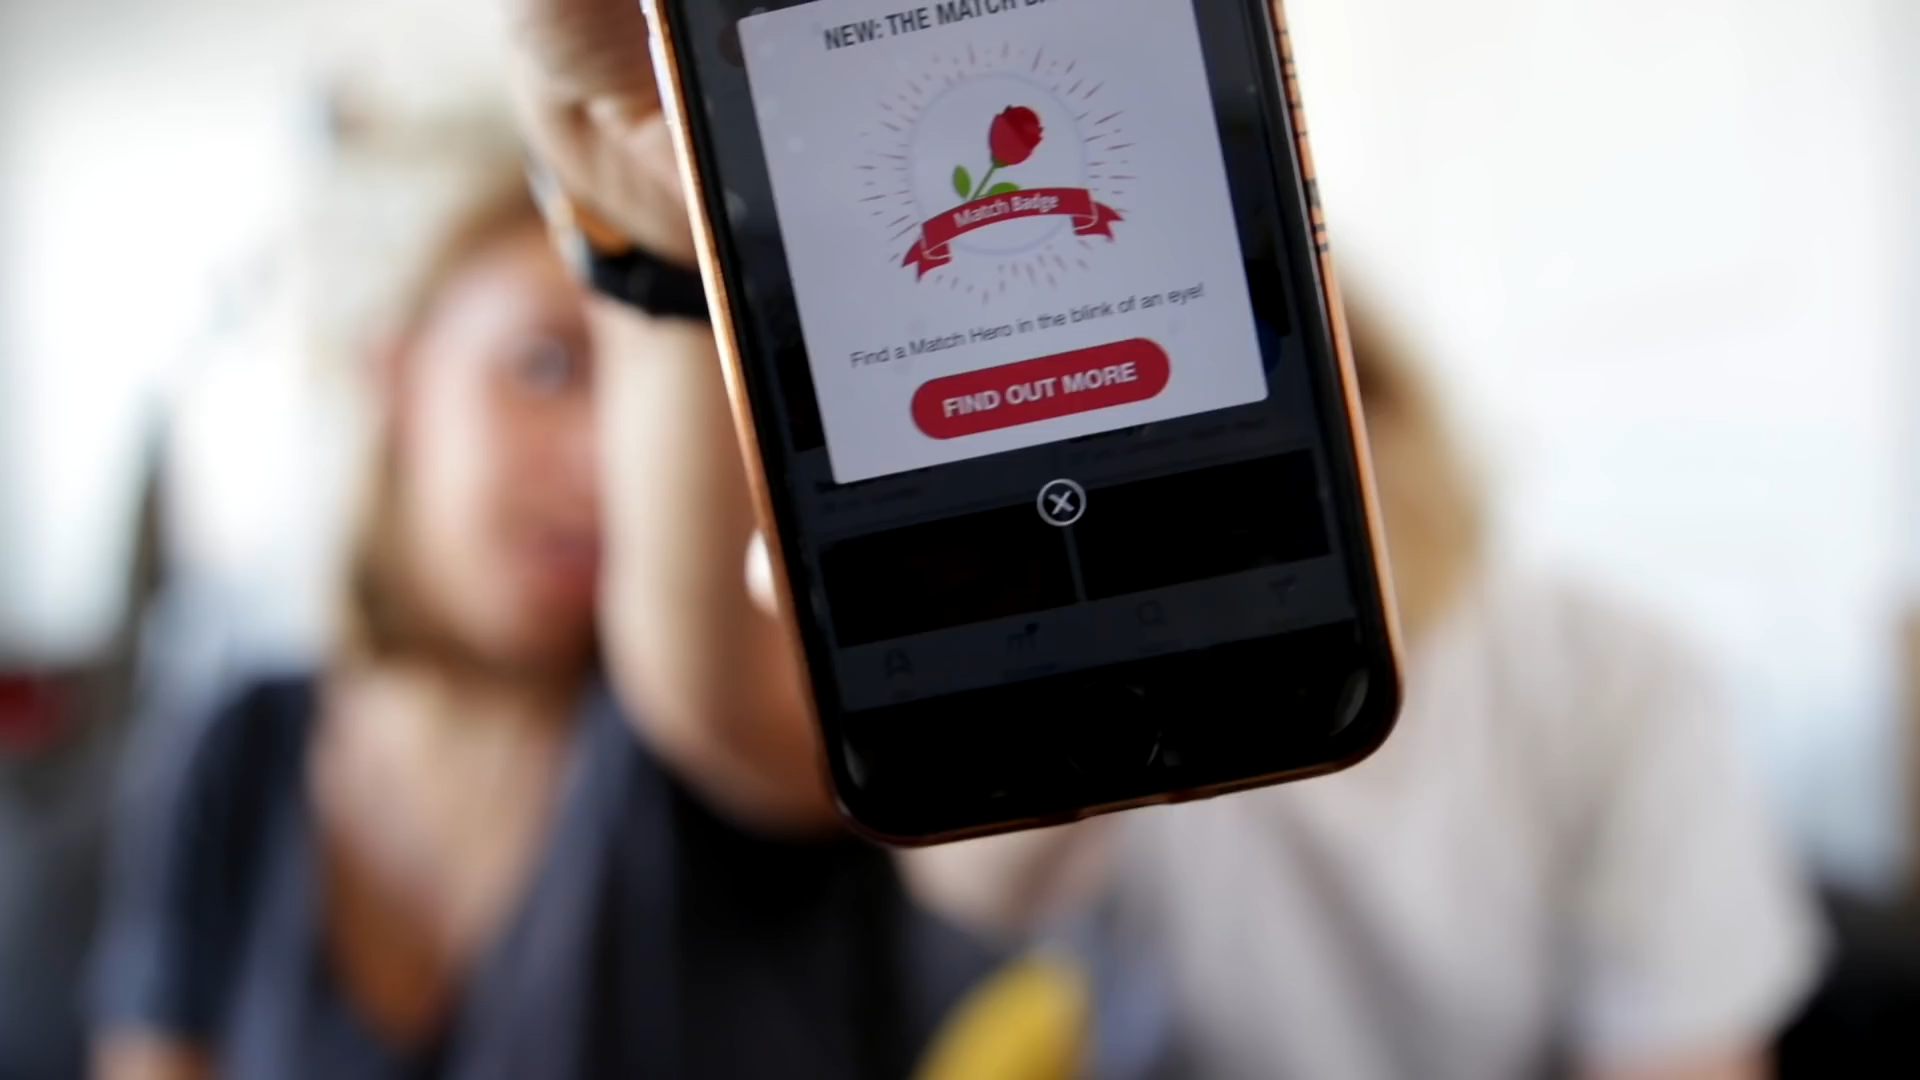 NEW: THE MATCH
Match Badge
Find a Match Hero in the blink of an eye!
FIND OUT MORE